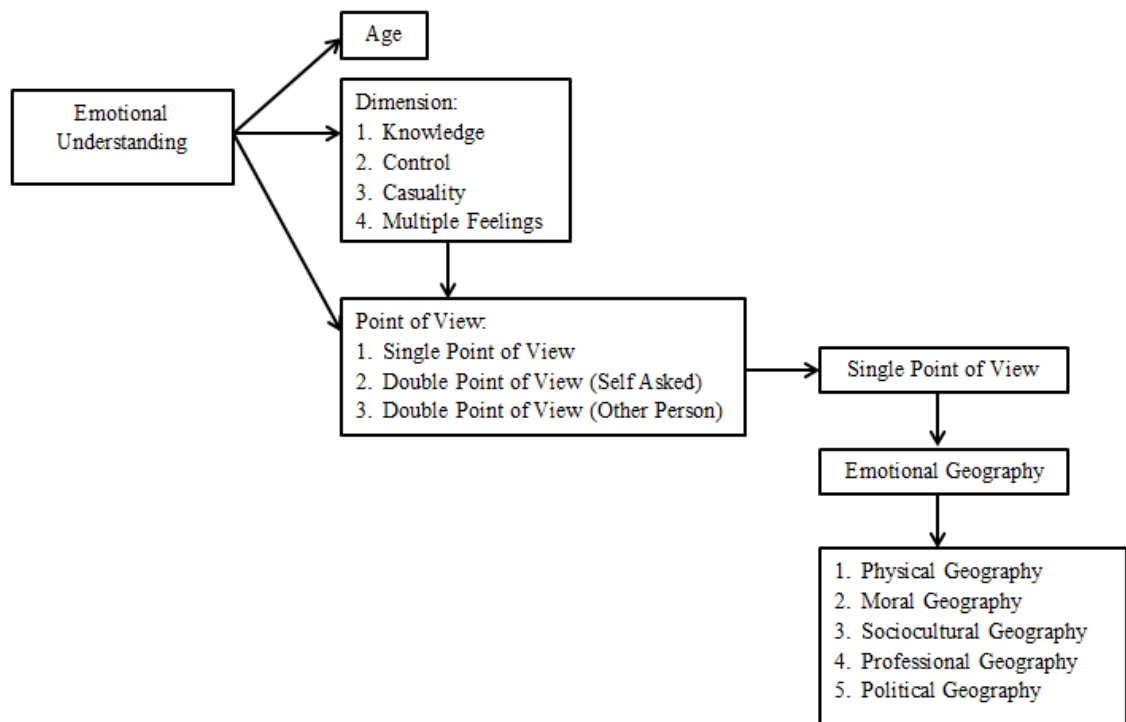 Age
Emotional
Understanding
Dimension:
1. Knowledge
2. Control
3. Casuality
4. Multiple Feelings
Point of View:
1. Single Point of View
2. Double Point of View (Self Asked)
3. Double Point of View (Other Person)
Single Point of View
Emotional Geography
1. Physical Geography
2. Moral Geography
3. Sociocultural Geography
4. Professional Geography
5. Political Geography